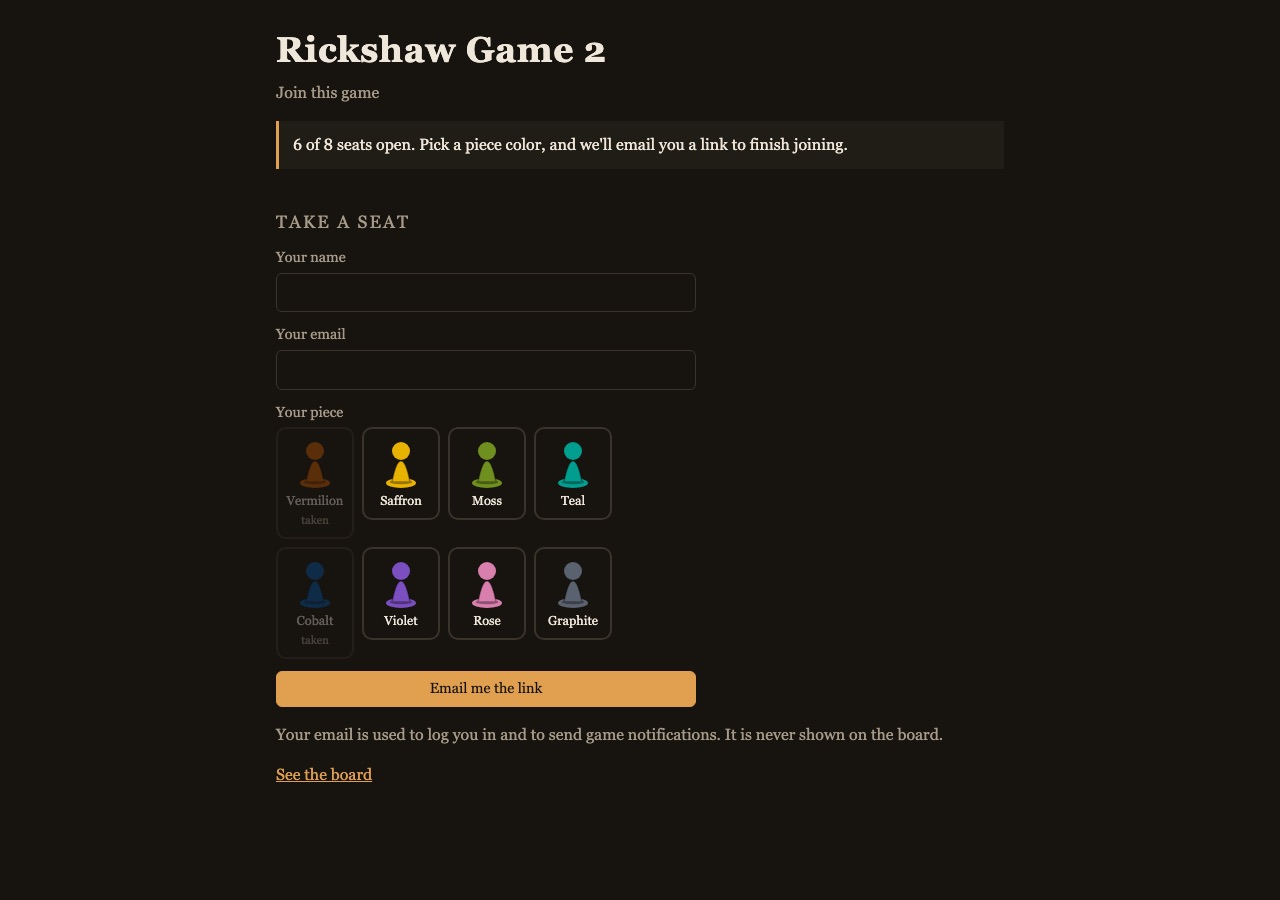 Rickshaw Game 2
Join this game
6 of 8 seats open. Pick a piece color, and we'll email you a link to finish joining.
TAKE A SEAT
Your name
Your email
Your piece
Vermilion Saffron Moss Teal
taken
Cobalt Violet Rose Graphite
taken
Email me the link
Your email is used to log you in and to send game notifications. It is never shown on the board.
See the board